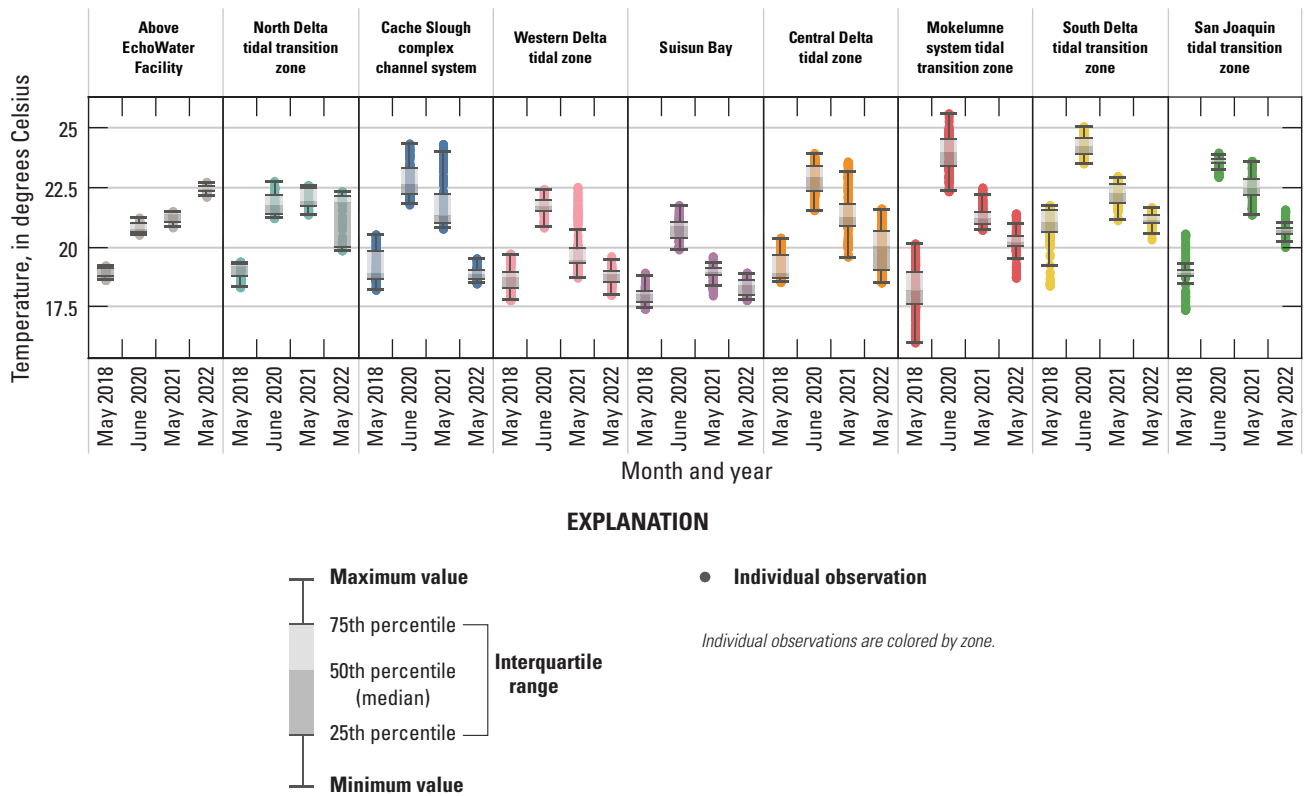 Above
EchoWater
Facility
North Delta
tidal transition
zone
Cache Slough
complex
channel system
Western Delta
tidal zone
Suisun Bay
Central Delta
tidal zone
Mokelumne
system tidal
transition zone
South Delta
tidal transition
zone
San Joaquin
tidal transition
zone
Temperature, in degrees Celsius
25
22.5
20
17.5
May 2018
June 2020
May 2021
May 2022
May 2018
June 2020
May 2021
May 2022
May 2018
June 2020
May 2021
May 2022
May 2018
June 2020
May 2021
May 2022
May 2018
June 2020
May 2021
May 2022
May 2018
June 2020
May 2021
May 2022
May 2018
June 2020
May 2021
May 2022
May 2018
June 2020
May 2021
May 2022
May 2018
June 2020
May 2021
May 2022
Month and year
EXPLANATION
Maximum value
75th percentile
50th percentile
(median)
25th percentile
Minimum value
Interquartile
range
Individual observation
Individual observations are colored by zone.